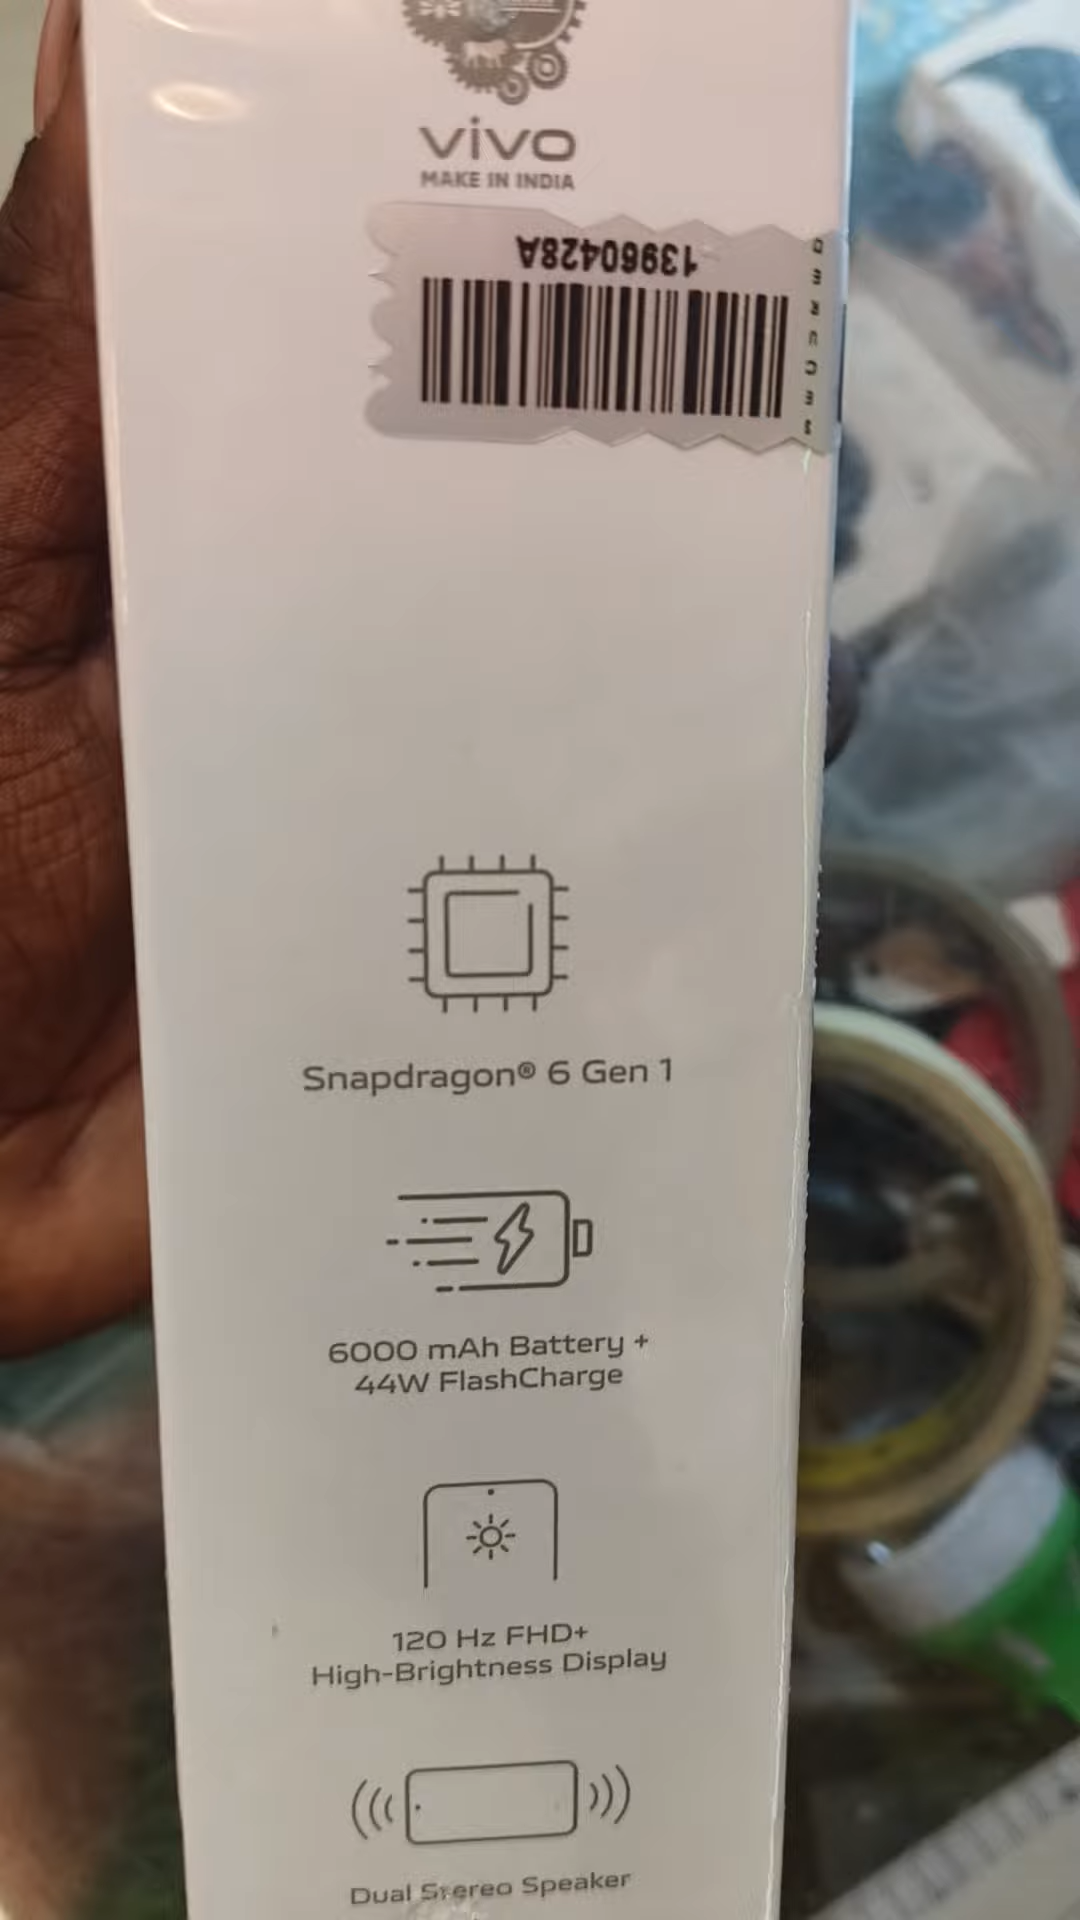 vivo
MAKE IN INDIA
13960428A
Snapdragon® 6 Gen 1
6000 mAh Battery +
44W FlashCharge
120 Hz FHD+
High-Brightness Display
Dual Stereo Speaker